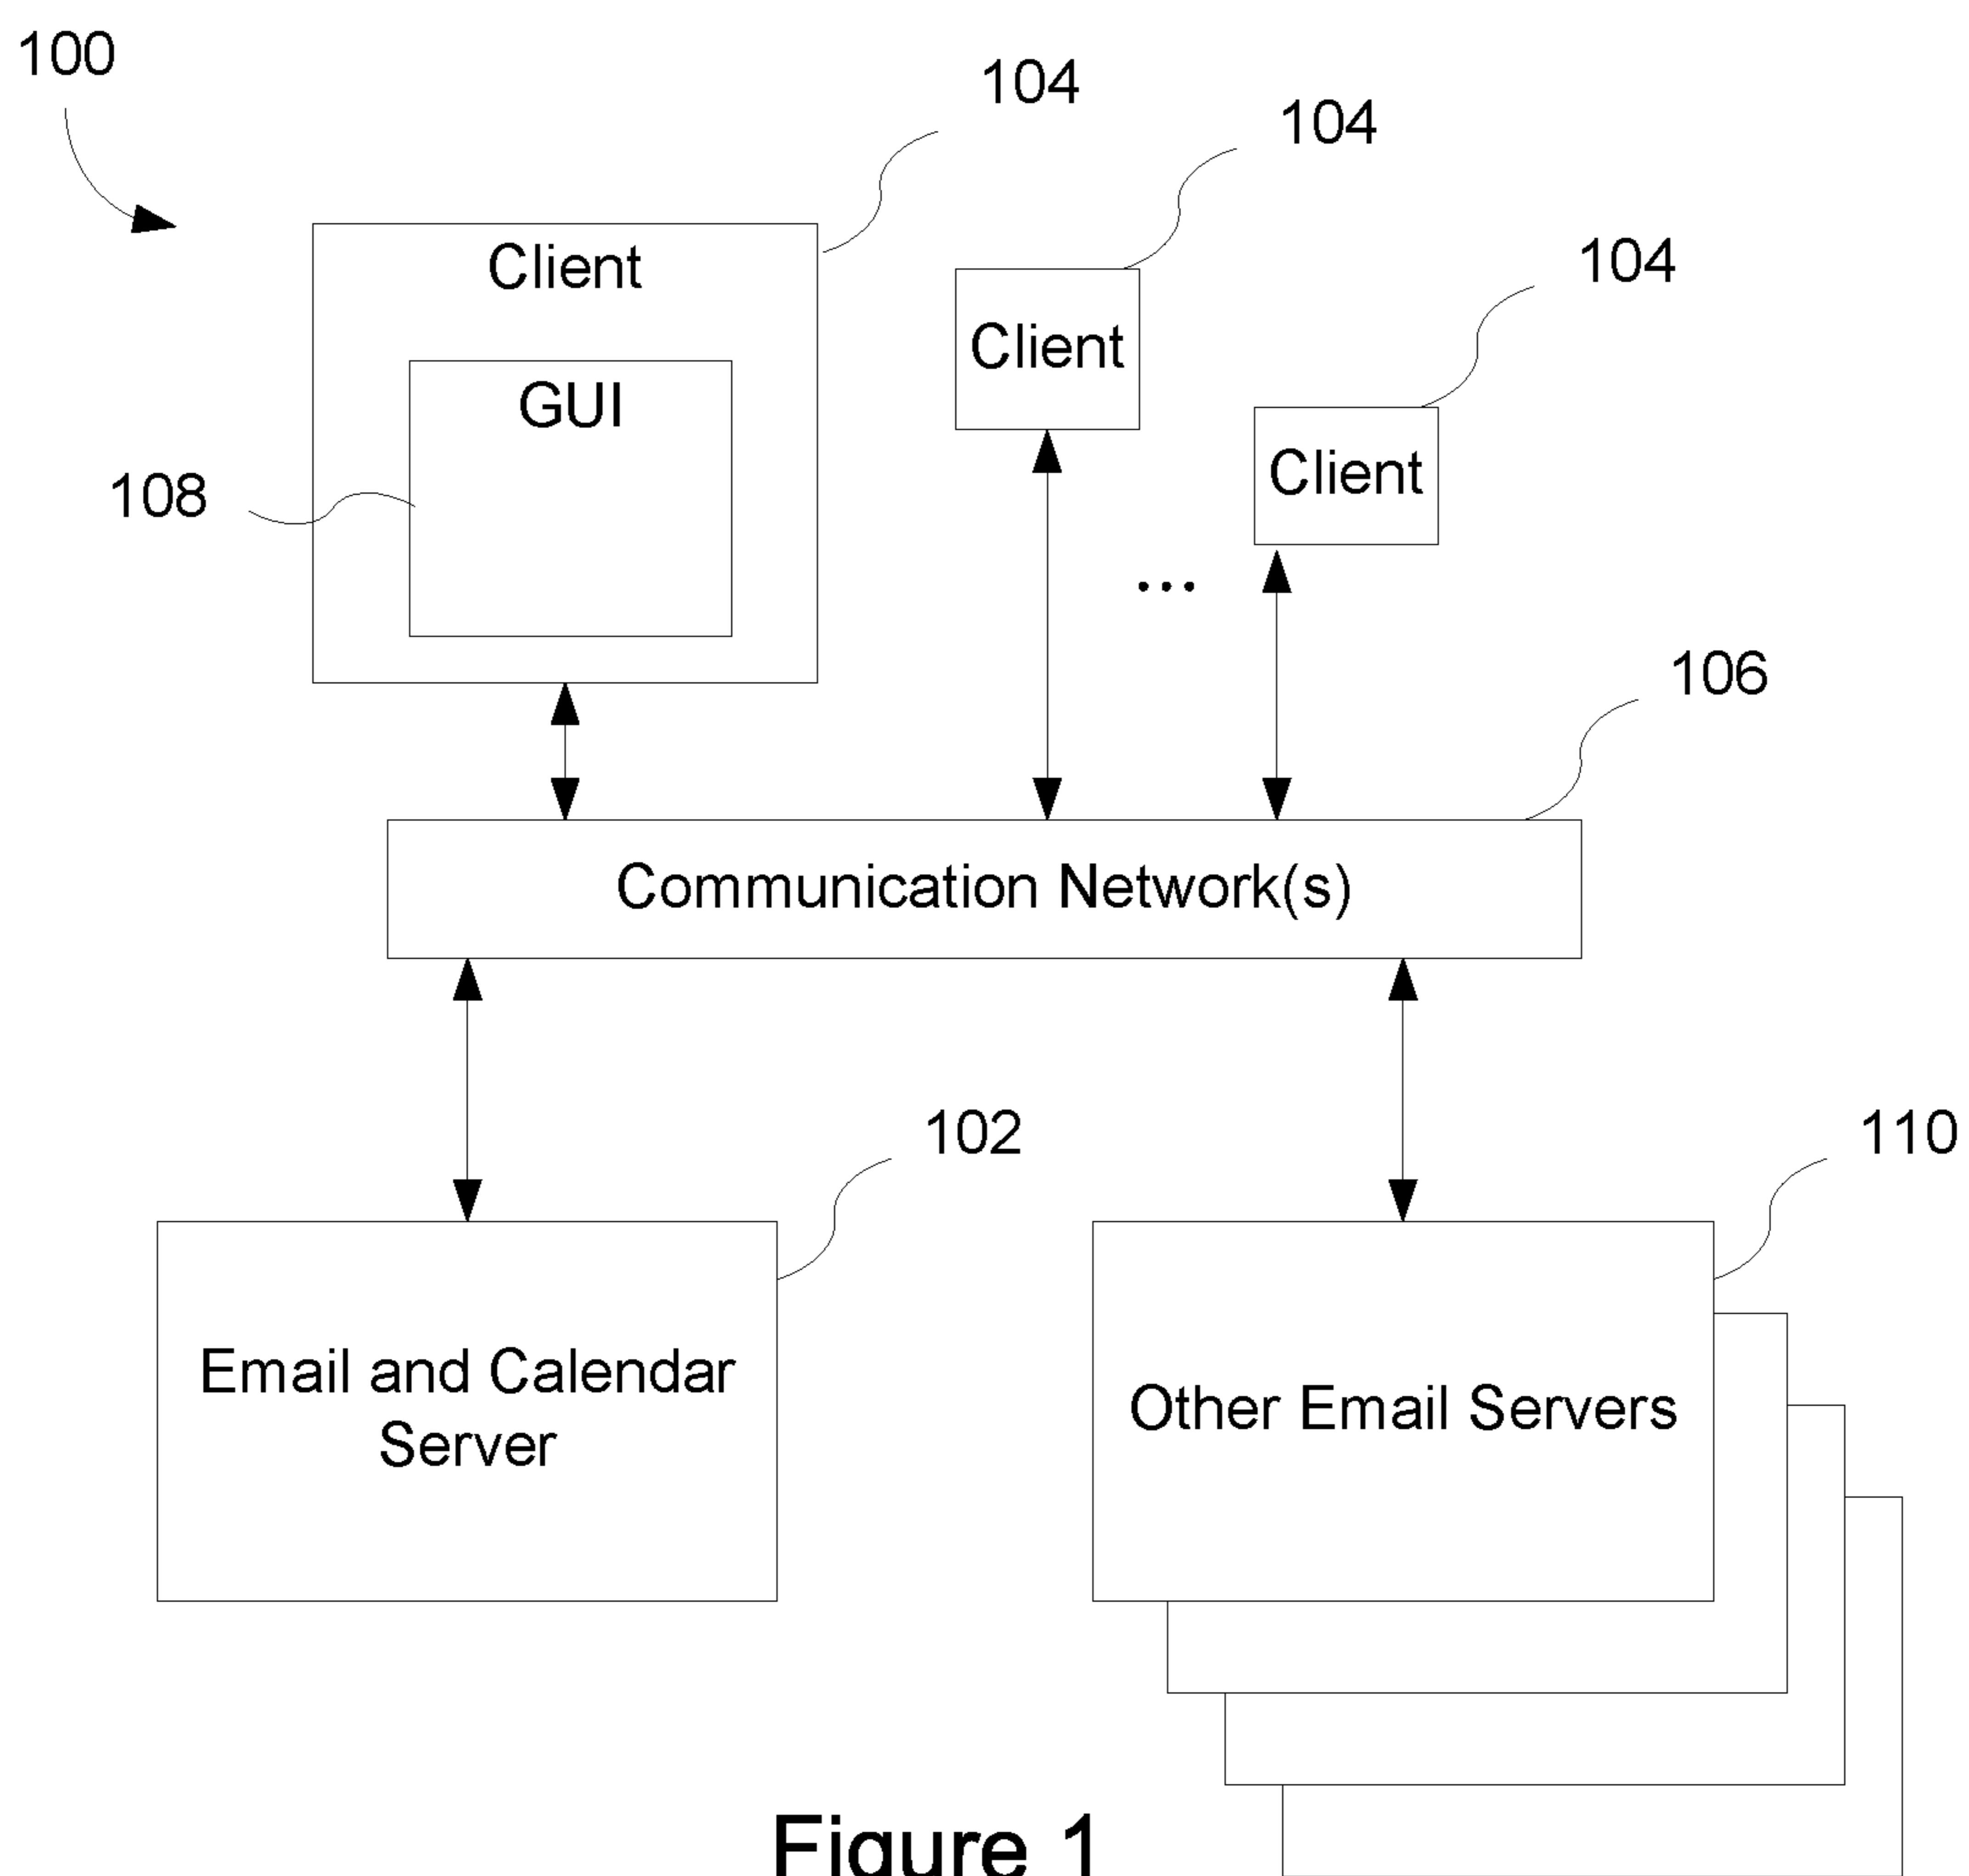 100
104
104
104
Client
Client
Client
GUI
108
...
106
Communication Network(s)
102
110
Email and Calendar
Server
Other Email Servers
Figure 1